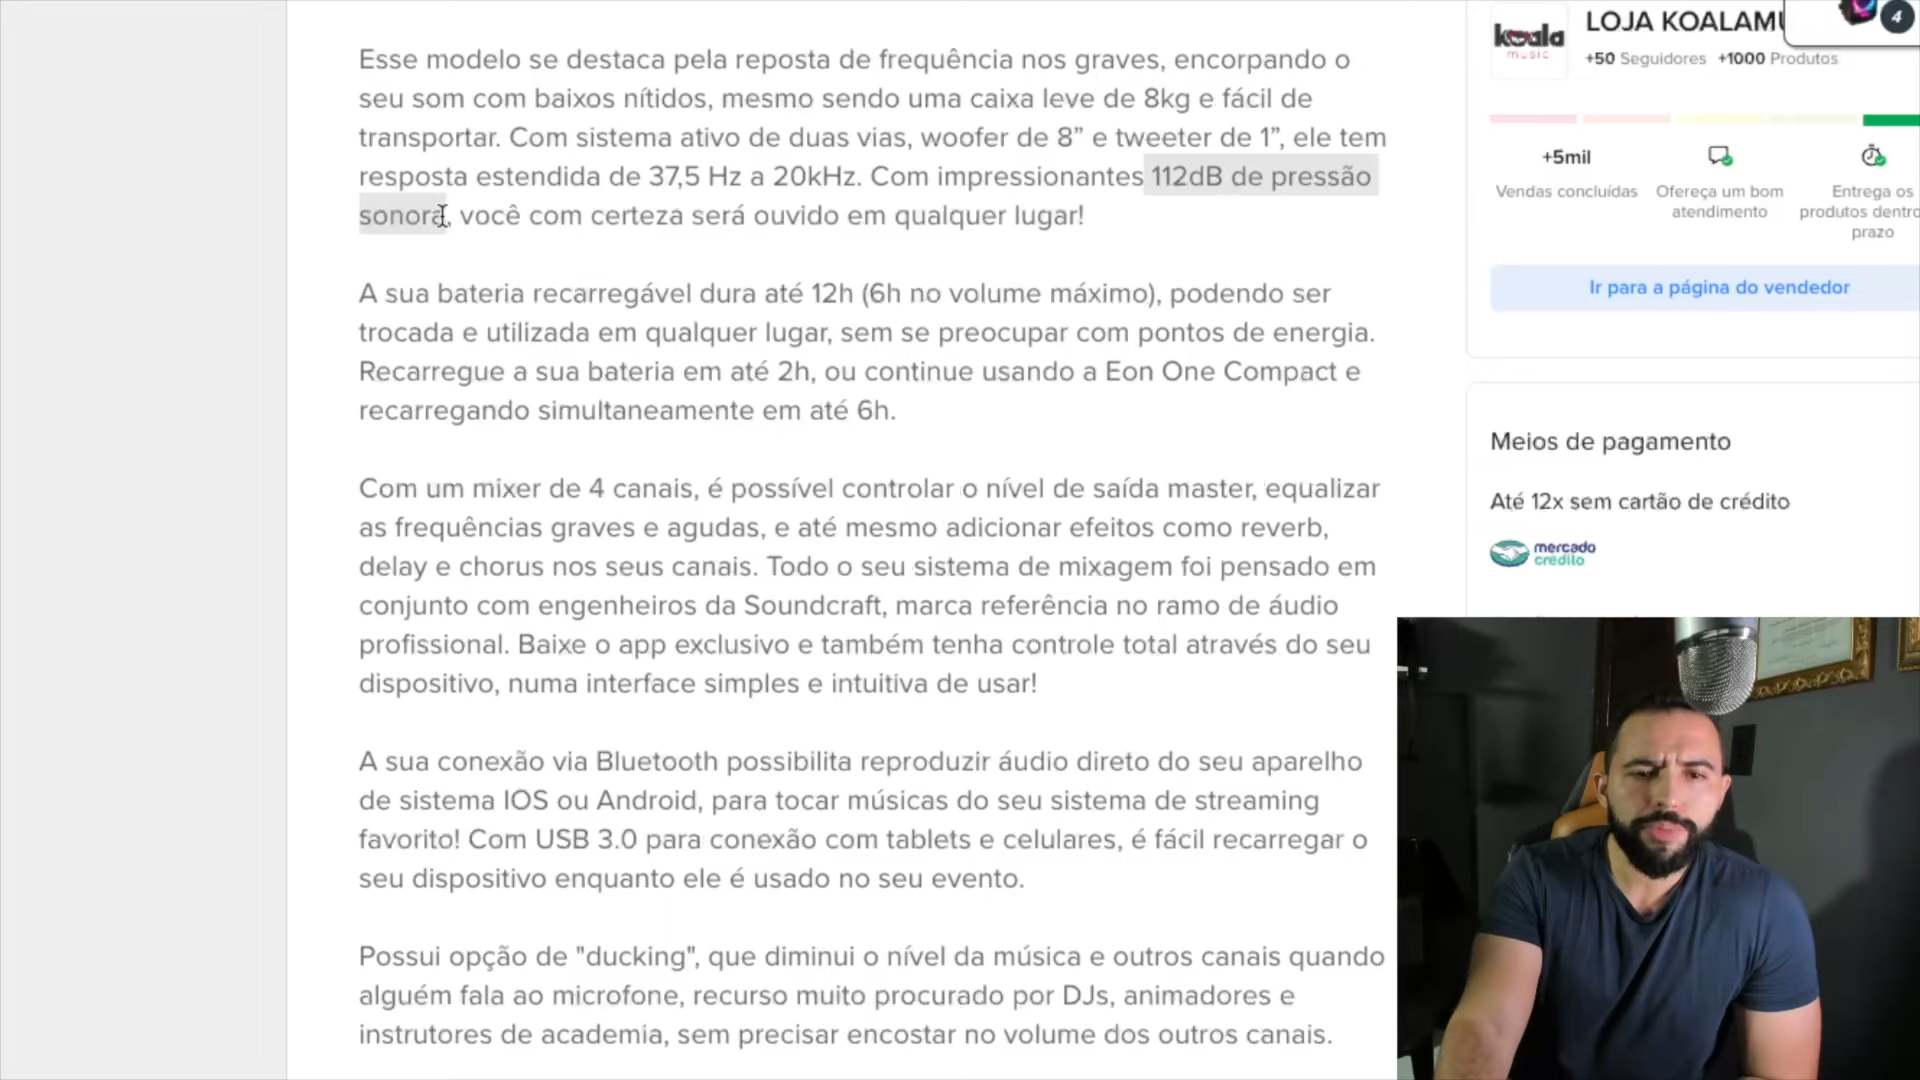 Esse modelo se destaca pela reposta de frequência nos graves, encorpando o
seu som com baixos nítidos, mesmo sendo uma caixa leve de 8kg e fácil de
transportar. Com sistema ativo de duas vias, woofer de 8” e tweeter de 1”, ele tem
resposta estendida de 37,5 Hz a 20kHz. Com impressionantes 112dB de pressão
sonora, você com certeza será ouvido em qualquer lugar!
A sua bateria recarregável dura até 12h (6h no volume máximo), podendo ser
trocada e utilizada em qualquer lugar, sem se preocupar com pontos de energia.
Recarregue a sua bateria em até 2h, ou continue usando a Eon One Compact e
recarregando simultaneamente em até 6h.
Com um mixer de 4 canais, é possível controlar o nível de saída master, equalizar
as frequências graves e agudas, e até mesmo adicionar efeitos como reverb,
delay e chorus nos seus canais. Todo o seu sistema de mixagem foi pensado em
conjunto com engenheiros da Soundcraft, marca referência no ramo de áudio
profissional. Baixe o app exclusivo e também tenha controle total através do seu
dispositivo, numa interface simples e intuitiva de usar!
A sua conexão via Bluetooth possibilita reproduzir áudio direto do seu aparelho
de sistema IOS ou Android, para tocar músicas do seu sistema de streaming
favorito! Com USB 3.0 para conexão com tablets e celulares, é fácil recarregar o
seu dispositivo enquanto ele é usado no seu evento.
Possui opção de "ducking", que diminui o nível da música e outros canais quando
alguém fala ao microfone, recurso muito procurado por DJs, animadores e
instrutores de academia, sem precisar encostar no volume dos outros canais.
koala
music
LOJA KOALAMU
4
+50 Seguidores +1000 Produtos
+5mil
Vendas concluídas
Ofereça um bom
atendimento
Entrega os
produtos dentro
prazo
Ir para a página do vendedor
Meios de pagamento
Até 12x sem cartão de crédito
mercado
crédito